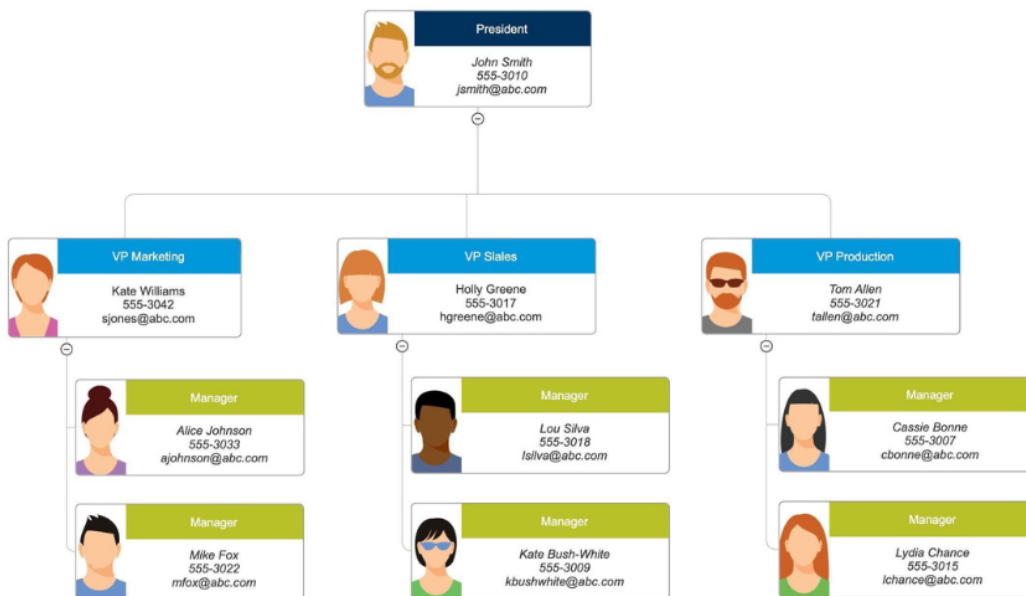 President
John Smith
555-3010
jsmith@abc.com
VP Marketing
Kate Williams
555-3042
sjones@abc.com
VP Slales
Holly Greene
555-3017
hgreene@abc.com
VP Production
Tom Allen
555-3021
tallen@abc.com
Manager
Alice Johnson
555-3033
ajohnson@abc.com
Manager
Lou Silva
555-3018
lsilva@abc.com
Manager
Cassie Bonne
555-3007
cbonne@abc.com
Manager
Mike Fox
555-3022
mfox@abc.com
Manager
Kate Bush-White
555-3009
kbushwhite@abc.com
Manager
Lydia Chance
555-3015
lchance@abc.com